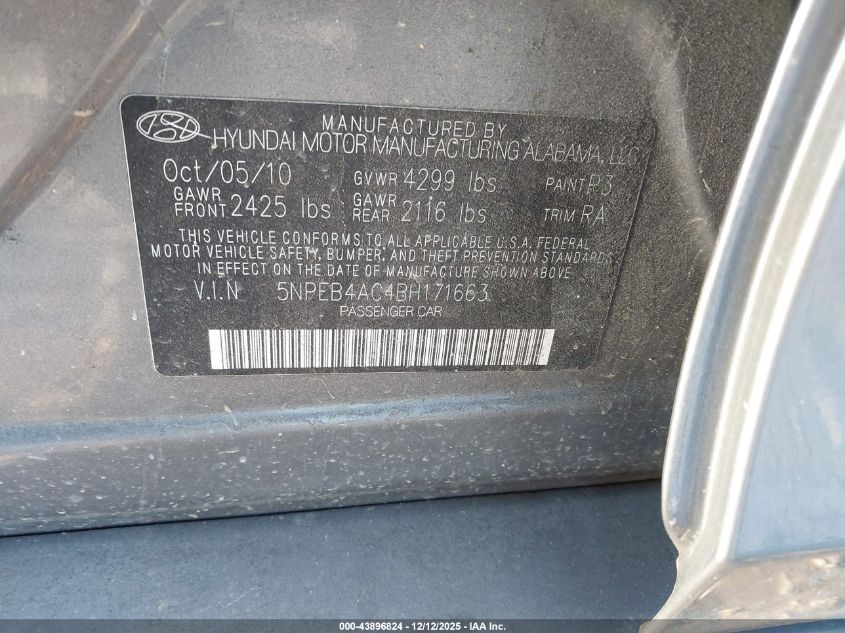 MANUFACTURED BY
HYUNDAI MOTOR MANUFACTURING ALABAMA, LLC
Oct/05/10 GVWR 4299 lbs PAINT P3
GAWR FRONT 2425 lbs GAWR REAR 2116 lbs TRIM RA
THIS VEHICLE CONFORMS TO ALL APPLICABLE U.S.A. FEDERAL
MOTOR VEHICLE SAFETY, BUMPER, AND THEFT PREVENTION STANDARDS
IN EFFECT ON THE DATE OF MANUFACTURE SHOWN ABOVE.
V.I.N 5NPEB4AC4BH171663
PASSENGER CAR
000-43896824 - 12/12/2025 - IAA Inc.